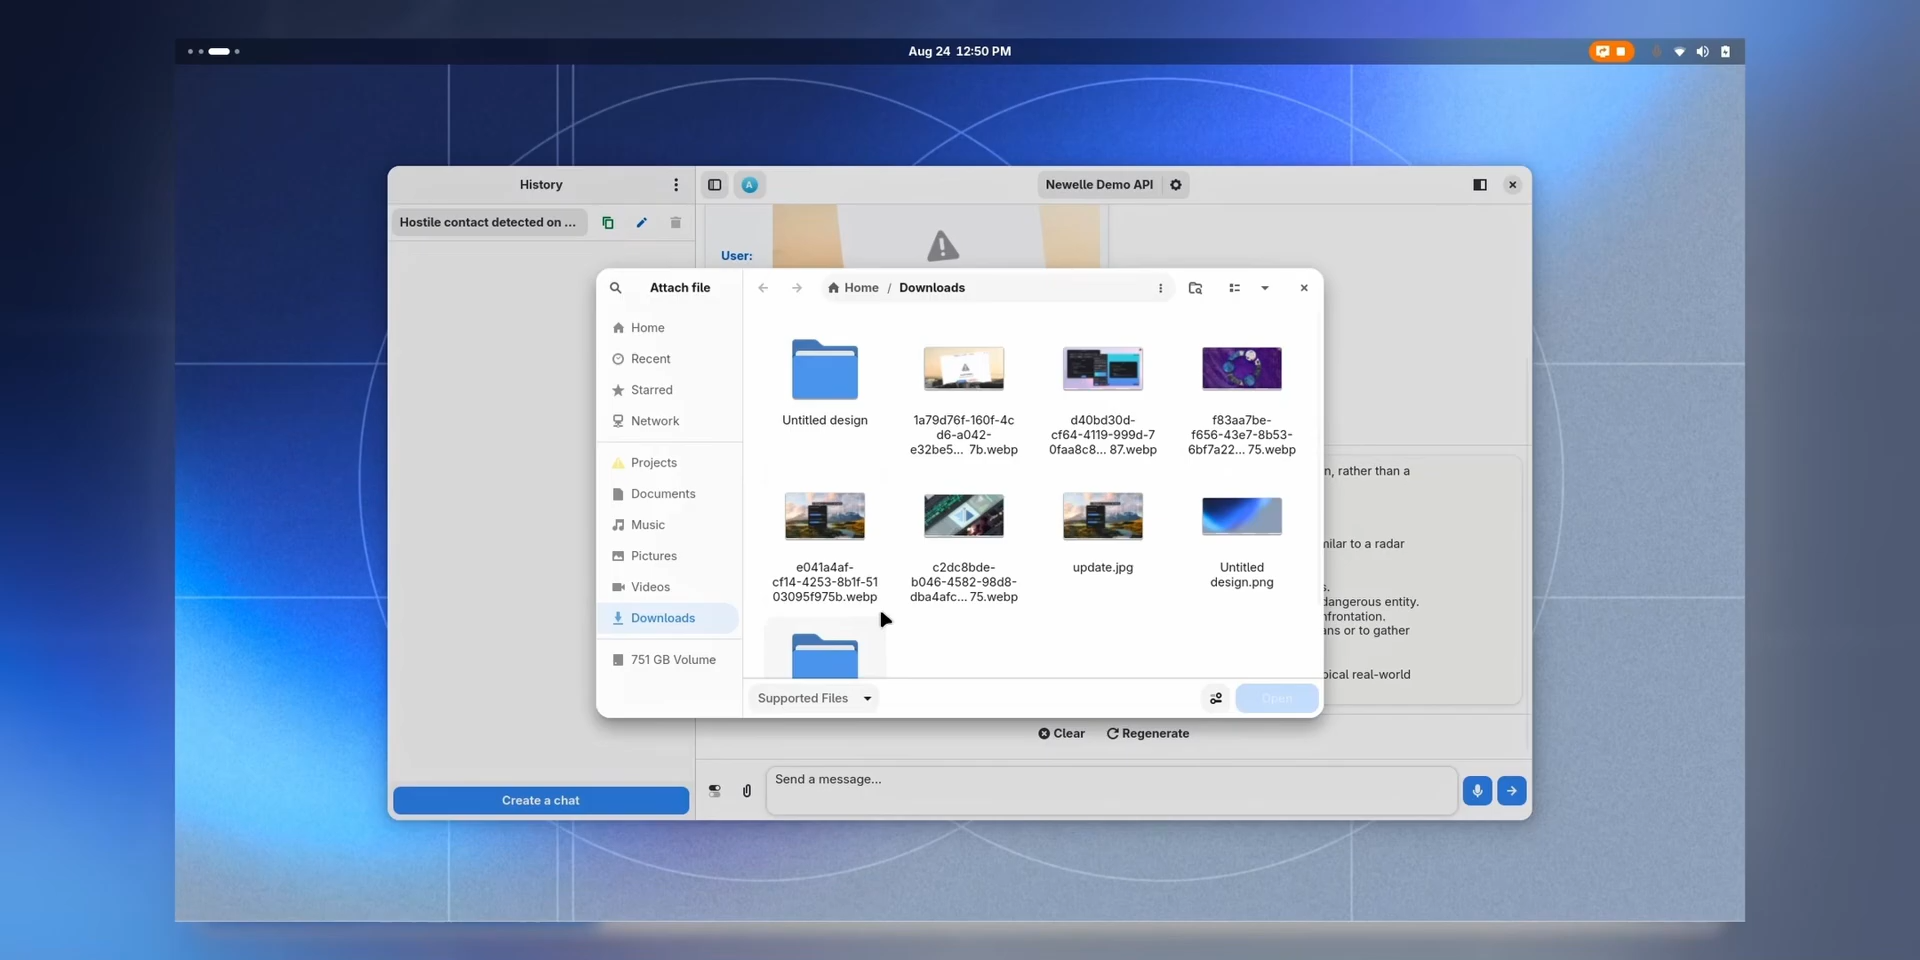 Aug 24 12:50 PM
History
Newelle Demo API
Hostile contact detected on ...
User:
Attach file
Home / Downloads
Home
Recent
Starred
Network
Projects
Documents
Music
Pictures
Videos
Downloads
751 GB Volume
Untitled design
1a79d76f-160f-4c
d6-a042-
e32be5... 7b.webp
d40bd30d-
cf64-4119-999d-7
0faa8c8... 87.webp
f83aa7be-
f656-43e7-8b53-
6bf7a22... 75.webp
e041a4af-
cf14-4253-8b1f-51
03095f975b.webp
c2dc8bde-
b046-4582-98d8-
dba4afc... 75.webp
update.jpg
Untitled
design.png
Supported Files
Open
n, rather than a
milar to a radar
s.
dangerous entity.
nfrontation.
ans or to gather
pical real-world
Clear
Regenerate
Send a message...
Create a chat
A